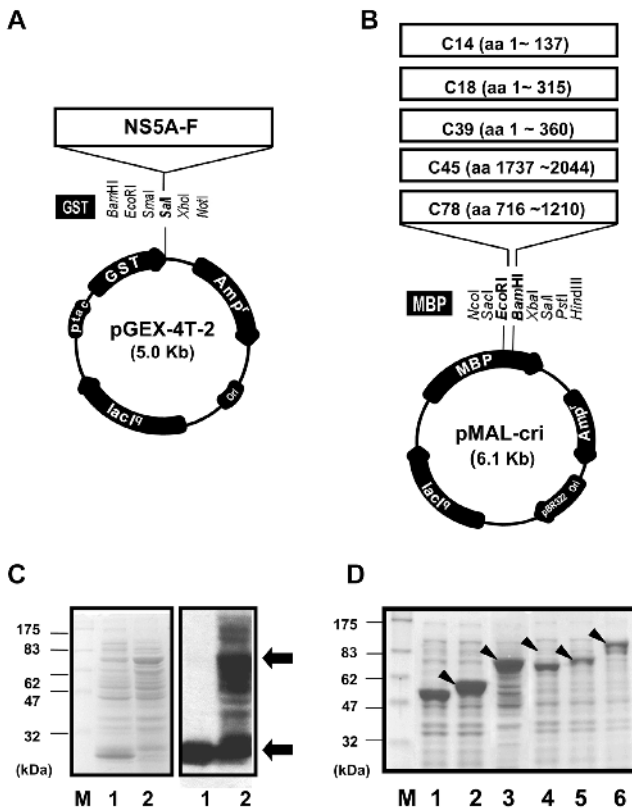 A
NS5A-F
GST
BamHI
EcoRI
SmaI
SalI
XhoI
NotI
GST
Ampr
ptac
pGEX-4T-2
(5.0 Kb)
lacIq
Ori
B
C14 (aa 1~ 137)
C18 (aa 1~ 315)
C39 (aa 1 ~ 360)
C45 (aa 1737 ~2044)
C78 (aa 716 ~1210)
MBP
NcoI
SacI
EcoRI
BamHI
XbaI
SalI
PstI
HindIII
MBP
Ampr
pMAL-cri
(6.1 Kb)
lacIq
pBR322 Ori
C
175
83
62
47
32
(kDa)
M 1 2 1 2
D
175
83
62
47
32
(kDa)
M 1 2 3 4 5 6